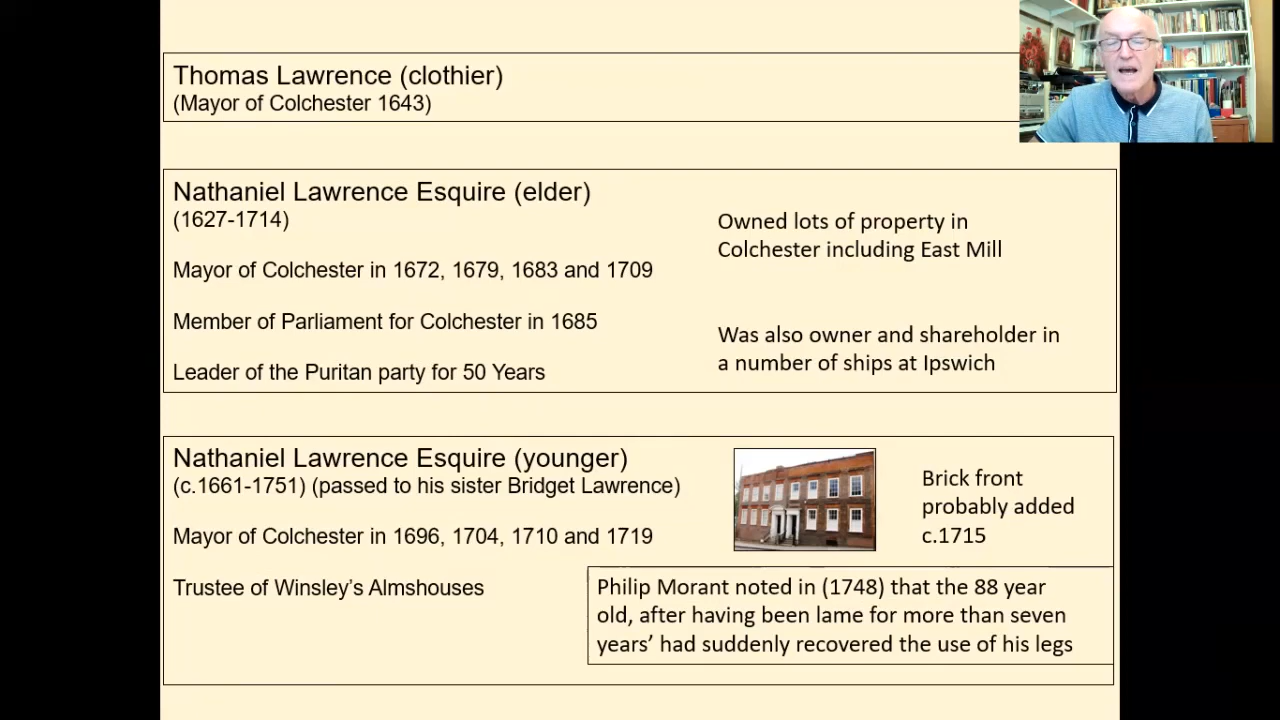 Thomas Lawrence (clothier)
(Mayor of Colchester 1643)
Nathaniel Lawrence Esquire (elder)
(1627-1714)
Mayor of Colchester in 1672, 1679, 1683 and 1709
Member of Parliament for Colchester in 1685
Leader of the Puritan party for 50 Years
Owned lots of property in
Colchester including East Mill
Was also owner and shareholder in
a number of ships at Ipswich
Nathaniel Lawrence Esquire (younger)
(c.1661-1751) (passed to his sister Bridget Lawrence)
Mayor of Colchester in 1696, 1704, 1710 and 1719
Trustee of Winsley’s Almshouses
Brick front
probably added
c.1715
Philip Morant noted in (1748) that the 88 year
old, after having been lame for more than seven
years’ had suddenly recovered the use of his legs